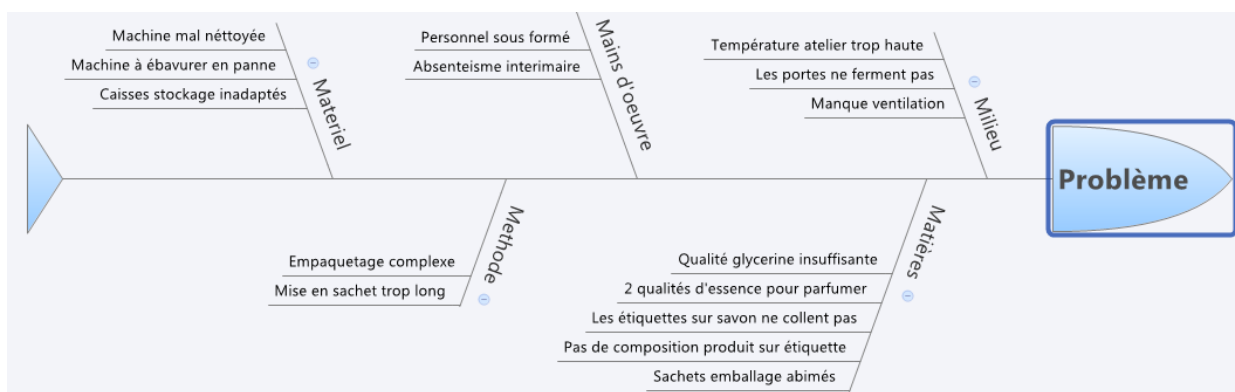 Machine mal néttoyée
Machine à ébavurer en panne
Caisses stockage inadaptés
Materiel
Personnel sous formé
Absenteisme interimaire
Mains d'oeuvre
Température atelier trop haute
Les portes ne ferment pas
Manque ventilation
Milieu
Problème
Empaquetage complexe
Mise en sachet trop long
Methode
Qualité glycerine insuffisante
2 qualités d'essence pour parfumer
Les étiquettes sur savon ne collent pas
Pas de composition produit sur étiquette
Sachets emballage abimés
Matières